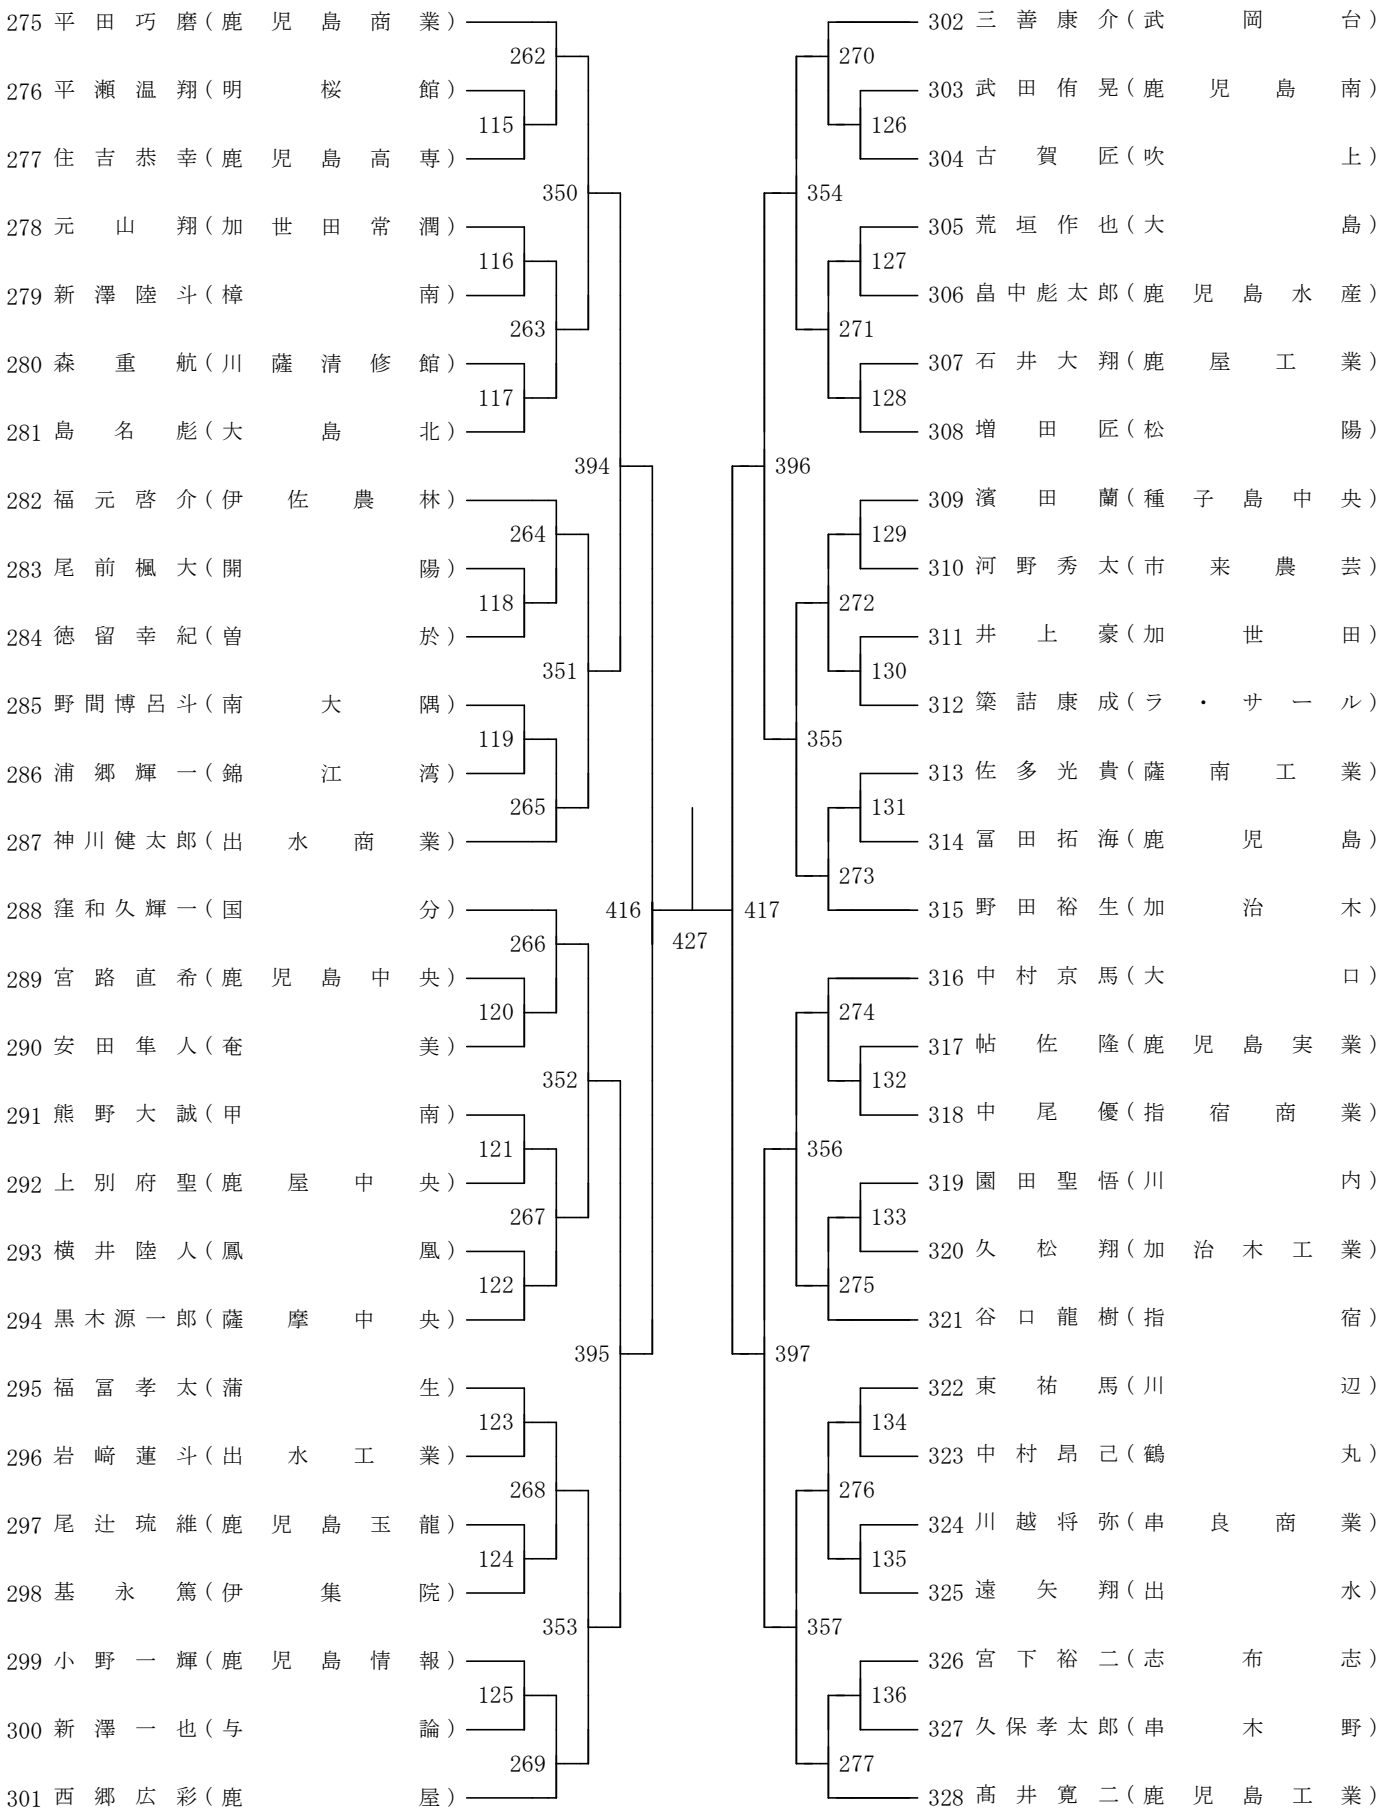 275 平田巧磨(鹿児島商業)
262
276 平瀬温翔(明桜館)
115
277 住吉恭幸(鹿児島高専)
350
278 元山翔(加世田常潤)
116
279 新澤陸斗(樟南)
263
280 森重航(川薩清修館)
117
281 島名彪(大島北)
394
282 福元啓介(伊佐農林)
264
283 尾前楓大(開陽)
118
284 徳留幸紀(曽於)
351
285 野間博呂斗(南大隅)
119
286 浦郷輝一(錦江湾)
265
287 神川健太郎(出水商業)
288 窪和久輝一(国分)
416
266
289 宮路直希(鹿児島中央)
120
290 安田隼人(奄美)
352
291 熊野大誠(甲南)
121
292 上別府聖(鹿屋中央)
267
293 横井陸人(鳳凰)
122
294 黒木源一郎(薩摩中央)
395
295 福冨孝太(蒲生)
123
296 岩﨑蓮斗(出水工業)
268
297 尾辻琉維(鹿児島玉龍)
124
298 基永篤(伊集院)
353
299 小野一輝(鹿児島情報)
125
300 新澤一也(与論)
269
301 西郷広彩(鹿屋)
427
302 三善康介(武岡台)
270
303 武田侑晃(鹿児島南)
126
304 古賀匠(吹上)
354
305 荒垣作也(大島)
127
306 畠中彪太郎(鹿児島水産)
271
307 石井大翔(鹿屋工業)
128
308 増田匠(松陽)
396
309 濱田蘭(種子島中央)
129
310 河野秀太(市来農芸)
272
311 井上豪(加世田)
130
312 築詰康成(ラ・サール)
355
313 佐多光貴(薩南工業)
131
314 冨田拓海(鹿児島)
273
315 野田裕生(加治木)
417
316 中村京馬(大口)
274
317 帖佐隆(鹿児島実業)
132
318 中尾優(指宿商業)
356
319 園田聖悟(川内)
133
320 久松翔(加治木工業)
275
321 谷口龍樹(指宿)
397
322 東祐馬(川辺)
134
323 中村昂己(鶴丸)
276
324 川越将弥(串良商業)
135
325 遠矢翔(出水)
357
326 宮下裕二(志布志)
136
327 久保孝太郎(串木野)
277
328 髙井寛二(鹿児島工業)